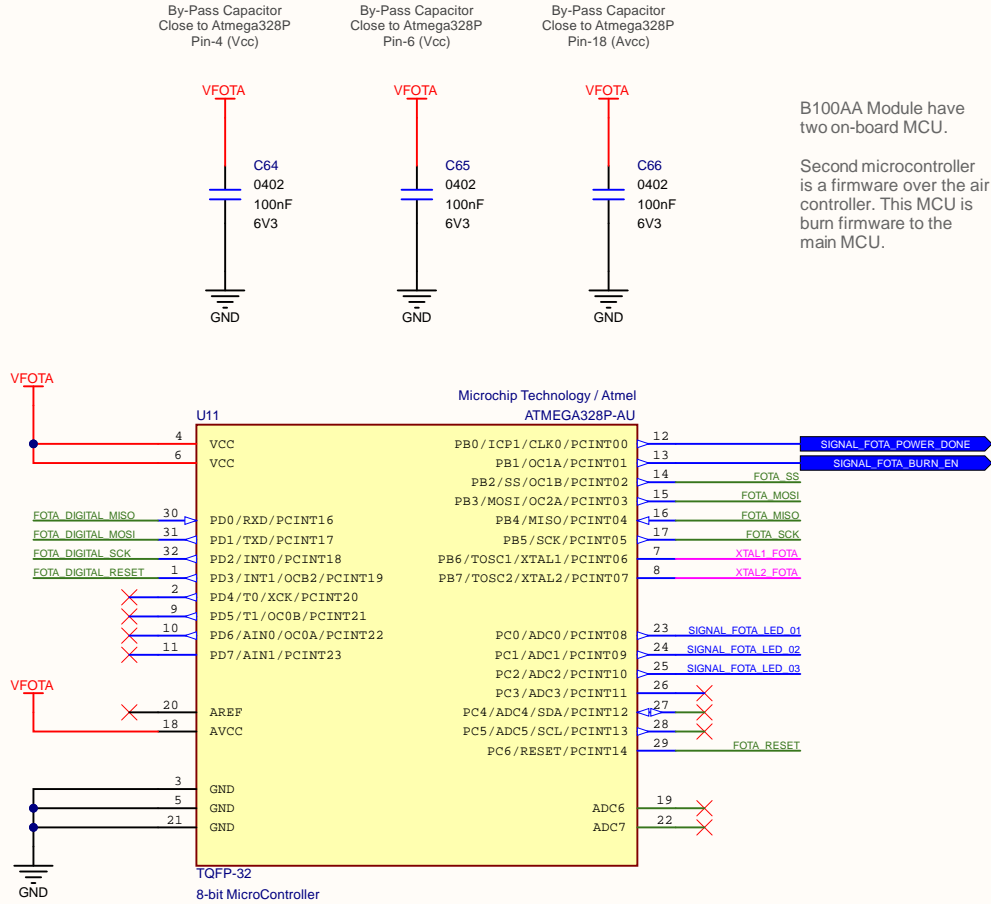 By-Pass Capacitor
Close to Atmega328P
Pin-4 (Vcc)
By-Pass Capacitor
Close to Atmega328P
Pin-6 (Vcc)
By-Pass Capacitor
Close to Atmega328P
Pin-18 (Avcc)
VFOTA
VFOTA
VFOTA
C64
0402
100nF
6V3
C65
0402
100nF
6V3
C66
0402
100nF
6V3
GND
GND
GND
B100AA Module have
two on-board MCU.
Second microcontroller
is a firmware over the air
controller. This MCU is
burn firmware to the
main MCU.
VFOTA
Microchip Technology / Atmel
U11
ATMEGA328P-AU
4 VCC
6 VCC
FOTA_DIGITAL_MISO 30 PD0/RXD/PCINT16
FOTA_DIGITAL_MOSI 31 PD1/TXD/PCINT17
FOTA_DIGITAL_SCK 32 PD2/INT0/PCINT18
FOTA_DIGITAL_RESET 1 PD3/INT1/OCB2/PCINT19
2 PD4/T0/XCK/PCINT20
9 PD5/T1/OC0B/PCINT21
10 PD6/AIN0/OC0A/PCINT22
11 PD7/AIN1/PCINT23
VFOTA
20 AREF
18 AVCC
3 GND
5 GND
21 GND
GND
PB0/ICP1/CLK0/PCINT00 12 SIGNAL_FOTA_POWER_DONE
PB1/OC1A/PCINT01 13 SIGNAL_FOTA_BURN_EN
PB2/SS/OC1B/PCINT02 14 FOTA_SS
PB3/MOSI/OC2A/PCINT03 15 FOTA_MOSI
PB4/MISO/PCINT04 16 FOTA_MISO
PB5/SCK/PCINT05 17 FOTA_SCK
PB6/TOSC1/XTAL1/PCINT06 7 XTAL1_FOTA
PB7/TOSC2/XTAL2/PCINT07 8 XTAL2_FOTA
PC0/ADC0/PCINT08 23 SIGNAL_FOTA_LED_01
PC1/ADC1/PCINT09 24 SIGNAL_FOTA_LED_02
PC2/ADC2/PCINT10 25 SIGNAL_FOTA_LED_03
PC3/ADC3/PCINT11 26
PC4/ADC4/SDA/PCINT12 27
PC5/ADC5/SCL/PCINT13 28
PC6/RESET/PCINT14 29 FOTA_RESET
ADC6 19
ADC7 22
TQFP-32
8-bit MicroController